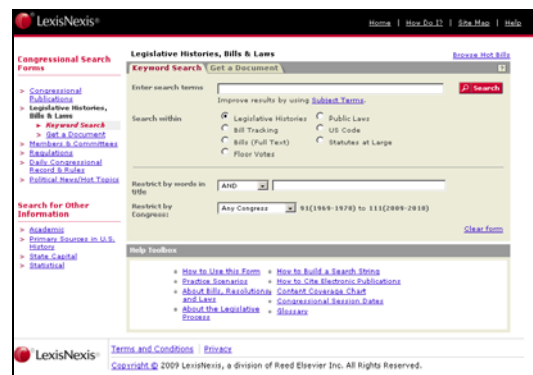 LexisNexis®
Home | How Do I? | Site Map | Help
Congressional Search Forms
> Congressional Publications
> Legislative Histories, Bills & Laws
> Keyword Search
> Get a Document
> Members & Committees
> Regulations
> Daily Congressional Record & Rules
> Political News/Hot Topics
Search for Other Information
> Academic
> Primary Sources in U.S. History
> State Capital
> Statistical
Legislative Histories, Bills & Laws
Browse Hot Bills
Keyword Search \ Get a Document
?
Enter search terms
Search
Improve results by using Subject Terms.
Search within
Legislative Histories
Public Laws
Bill Tracking
US Code
Bills (Full Text)
Statutes at Large
Floor Votes
Restrict by words in title
AND
Restrict by Congress:
Any Congress
91(1969-1970) to 111(2009-2010)
Clear form
Help Toolbox
How to Use this Form
How to Build a Search String
Practice Scenarios
How to Cite Electronic Publications
About Bills, Resolutions and Laws
Content Coverage Chart
Congressional Session Dates
About the Legislative Process
Glossary
LexisNexis®
Terms and Conditions | Privacy
Copyright © 2009 LexisNexis, a division of Reed Elsevier Inc. All Rights Reserved.